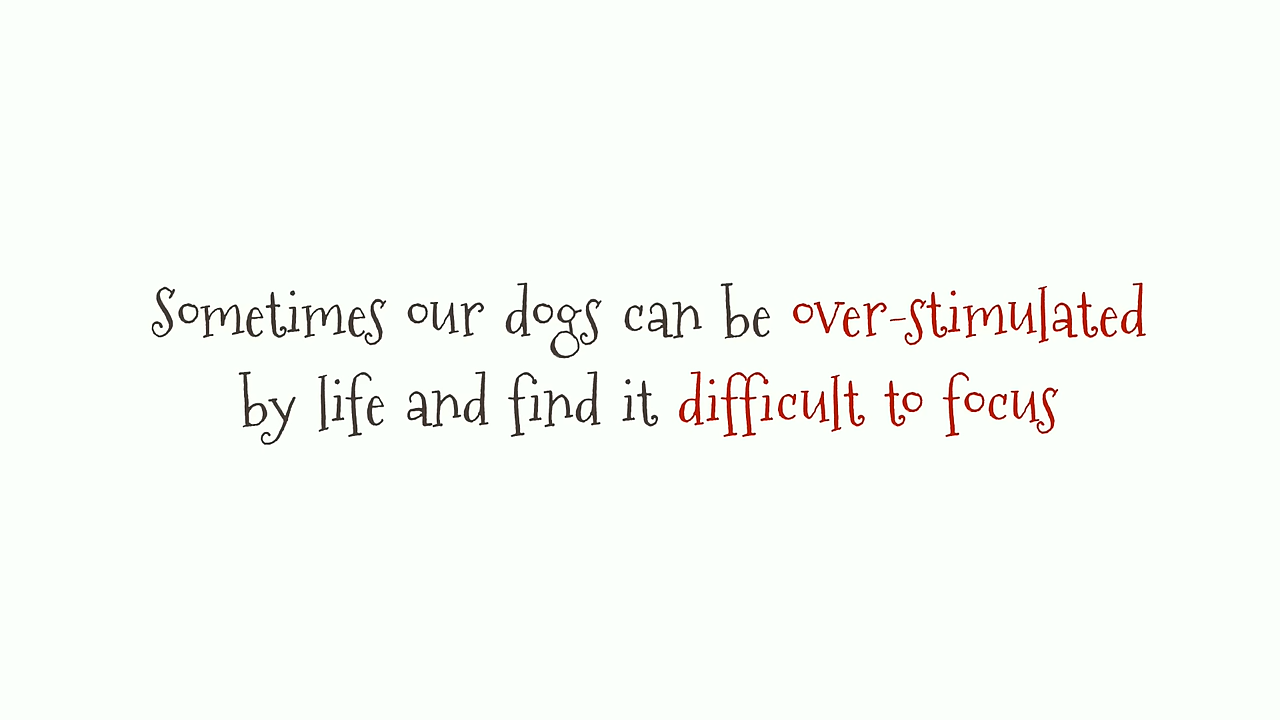 Sometimes our dogs can be over-stimulated
by life and find it difficult to focus